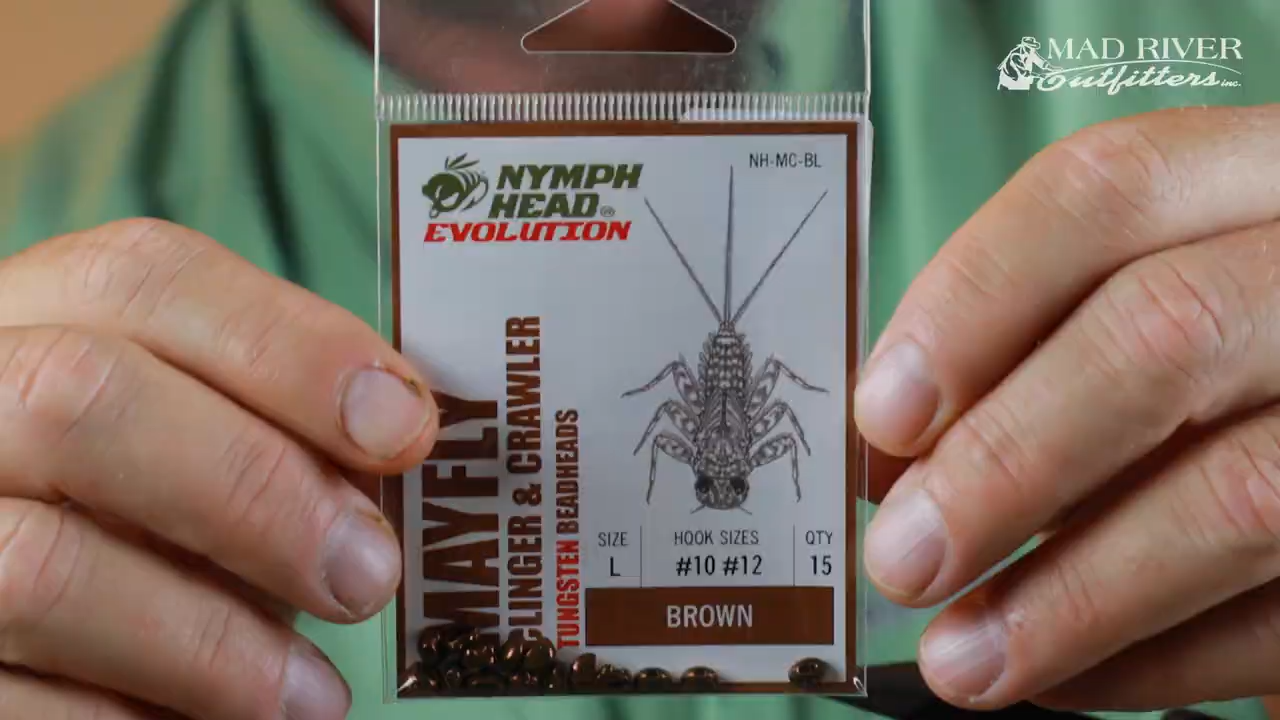 MAD RIVER
Outfitters inc.
NH-MC-BL
NYMPH
HEAD®
EVOLUTION
MAYFLY
CLINGER & CRAWLER
TUNGSTEN BEADHEADS
SIZE HOOK SIZES QTY
L #10 #12 15
BROWN